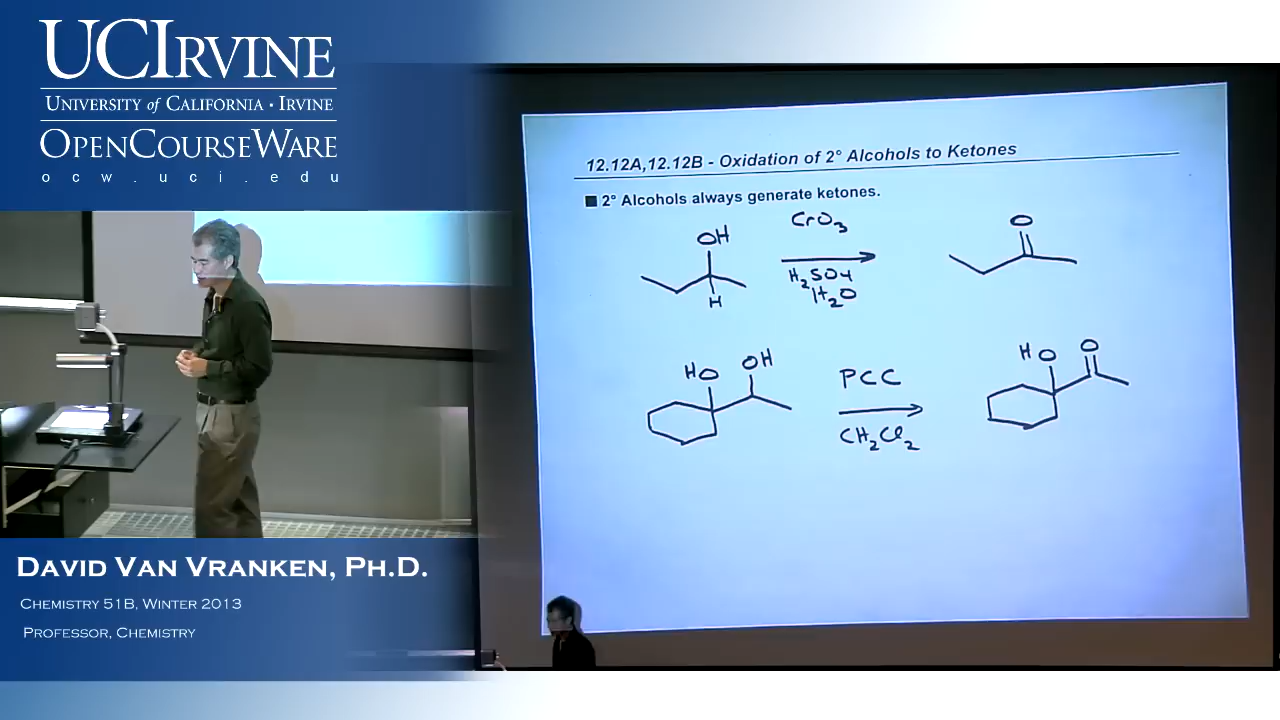 UCIRVINE
UNIVERSITY of CALIFORNIA · IRVINE
OPENCOURSEWARE
ocw.uci.edu
12.12A,12.12B - Oxidation of 2° Alcohols to Ketones
■ 2° Alcohols always generate ketones.
CrO3
OH
O
H2SO4
H
H2O
HO
OH
PCC
HO
O
CH2Cl2
DAVID VAN VRANKEN, PH.D.
CHEMISTRY 51B, WINTER 2013
PROFESSOR, CHEMISTRY